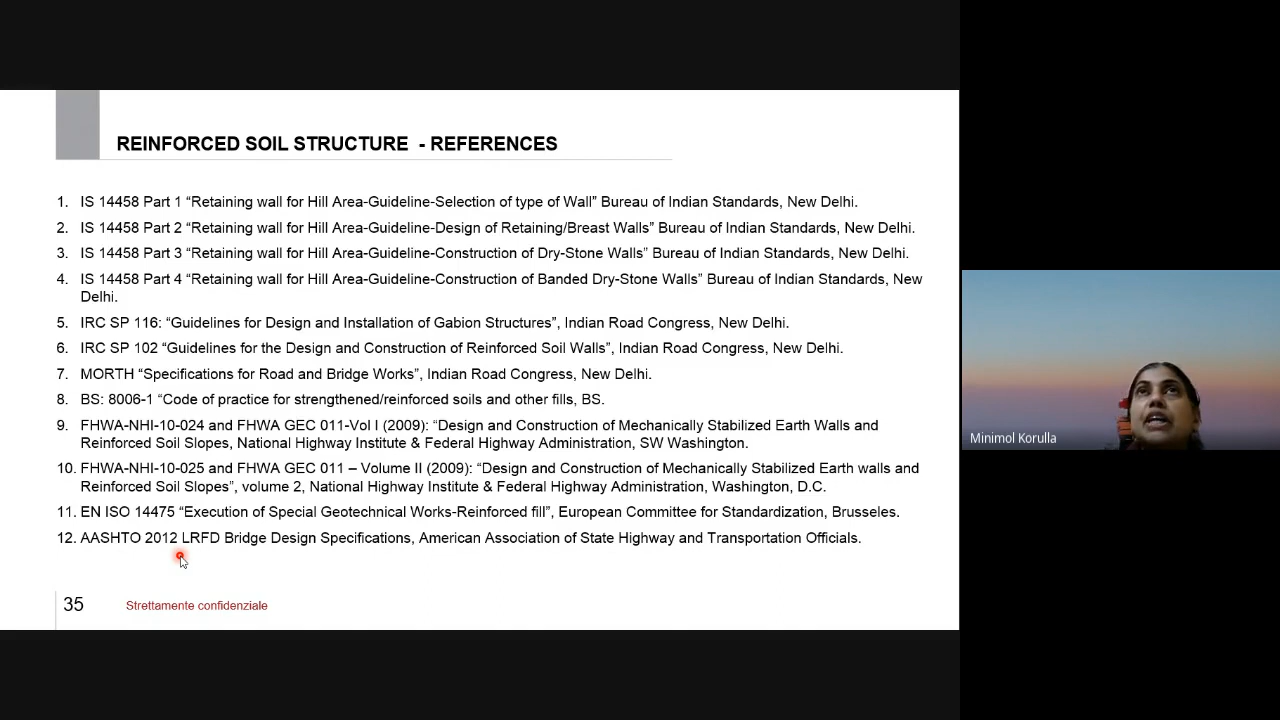 REINFORCED SOIL STRUCTURE - REFERENCES
1. IS 14458 Part 1 “Retaining wall for Hill Area-Guideline-Selection of type of Wall” Bureau of Indian Standards, New Delhi.
2. IS 14458 Part 2 “Retaining wall for Hill Area-Guideline-Design of Retaining/Breast Walls” Bureau of Indian Standards, New Delhi.
3. IS 14458 Part 3 “Retaining wall for Hill Area-Guideline-Construction of Dry-Stone Walls” Bureau of Indian Standards, New Delhi.
4. IS 14458 Part 4 “Retaining wall for Hill Area-Guideline-Construction of Banded Dry-Stone Walls” Bureau of Indian Standards, New
Delhi.
5. IRC SP 116: “Guidelines for Design and Installation of Gabion Structures”, Indian Road Congress, New Delhi.
6. IRC SP 102 “Guidelines for the Design and Construction of Reinforced Soil Walls”, Indian Road Congress, New Delhi.
7. MORTH “Specifications for Road and Bridge Works”, Indian Road Congress, New Delhi.
8. BS: 8006-1 “Code of practice for strengthened/reinforced soils and other fills, BS.
9. FHWA-NHI-10-024 and FHWA GEC 011-Vol I (2009): “Design and Construction of Mechanically Stabilized Earth Walls and
Reinforced Soil Slopes, National Highway Institute & Federal Highway Administration, SW Washington.
10. FHWA-NHI-10-025 and FHWA GEC 011 – Volume II (2009): “Design and Construction of Mechanically Stabilized Earth walls and
Reinforced Soil Slopes”, volume 2, National Highway Institute & Federal Highway Administration, Washington, D.C.
11. EN ISO 14475 “Execution of Special Geotechnical Works-Reinforced fill”, European Committee for Standardization, Brusseles.
12. AASHTO 2012 LRFD Bridge Design Specifications, American Association of State Highway and Transportation Officials.
35 Strettamente confidenziale
Minimol Korulla